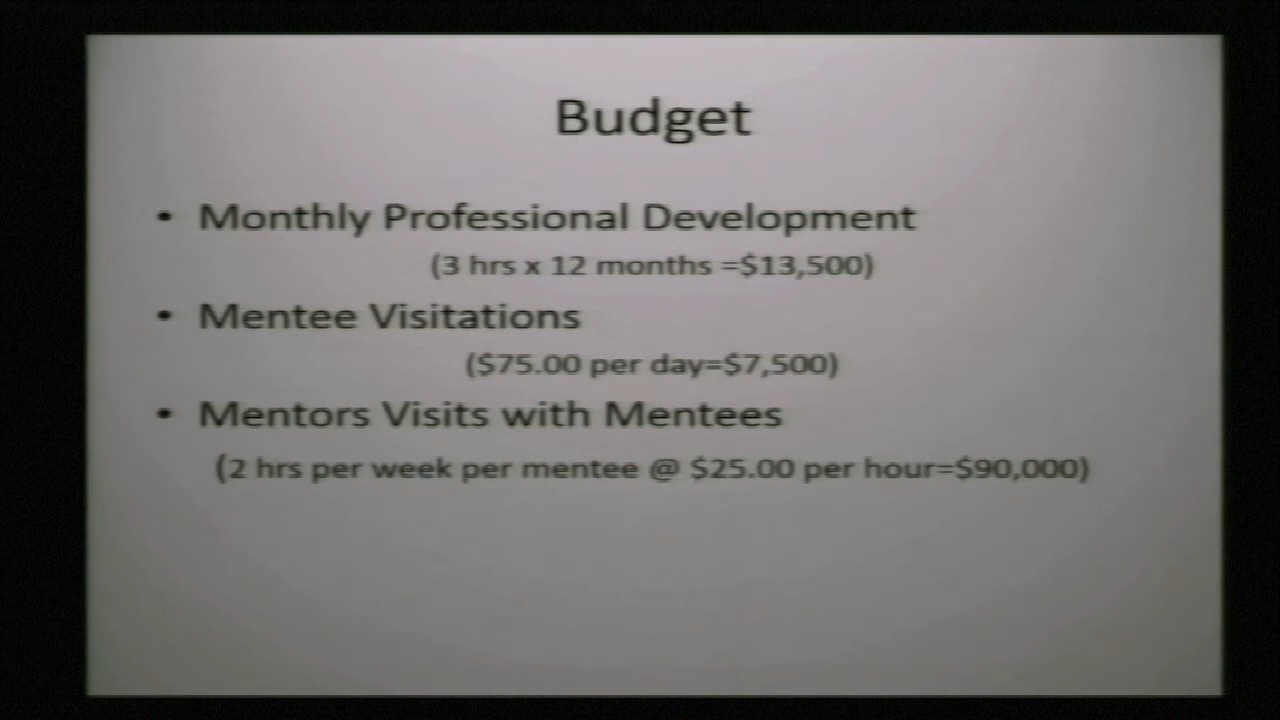 Budget
• Monthly Professional Development
(3 hrs x 12 months =$13,500)
• Mentee Visitations
($75.00 per day=$7,500)
• Mentors Visits with Mentees
(2 hrs per week per mentee @ $25.00 per hour=$90,000)